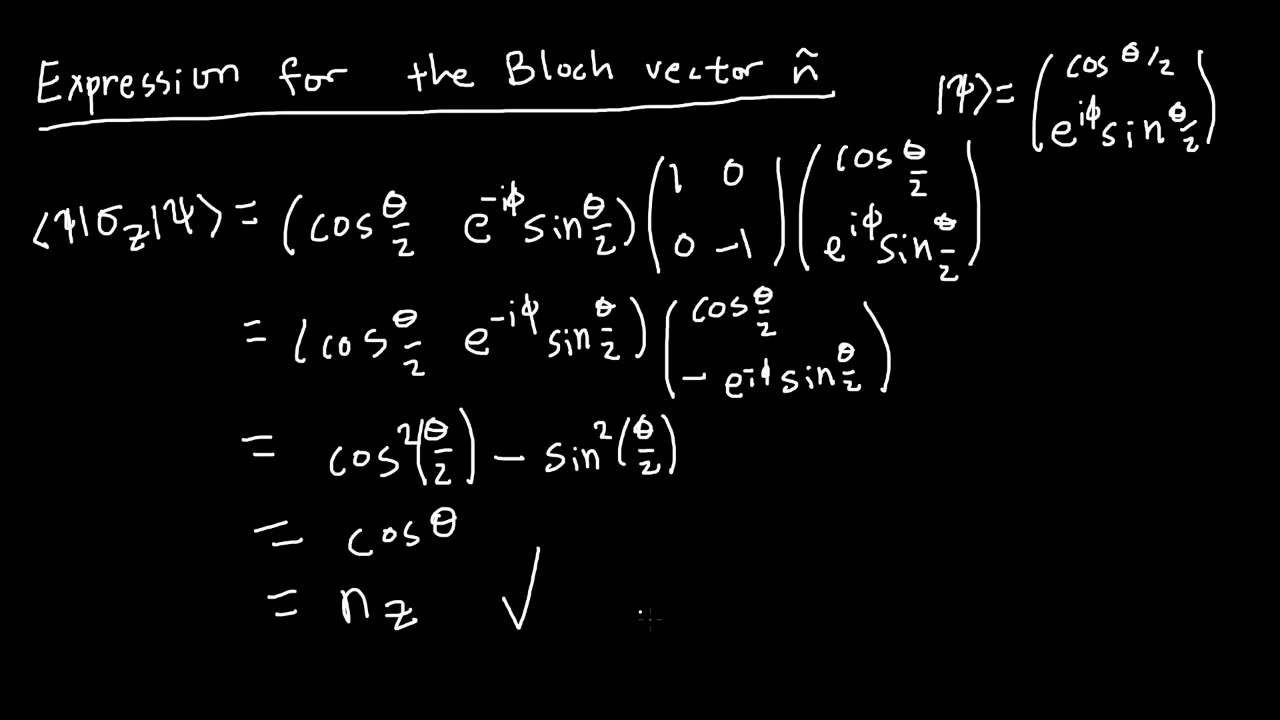 Expression for the Bloch vector ñ
|ψ⟩ = (cos θ/2
e^{iφ} sin θ/2)
⟨ψ|σ_z|ψ⟩ = (cos θ/2 e^{-iφ} sin θ/2) (1 0
0 -1) (cos θ/2
e^{iφ} sin θ/2)
= (cos θ/2 e^{-iφ} sin θ/2) (cos θ/2
- e^{-iφ} sin θ/2)
= cos²(θ/2) - sin²(θ/2)
= cos θ
= n_z ✓